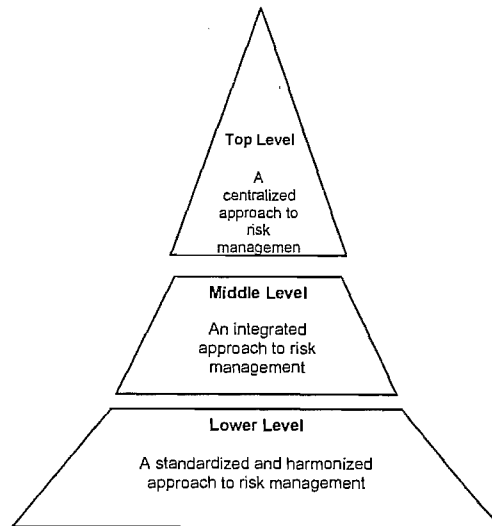 Top Level
A
centralized
approach to
risk
managemen
Middle Level
An integrated
approach to risk
management
Lower Level
A standardized and harmonized
approach to risk management